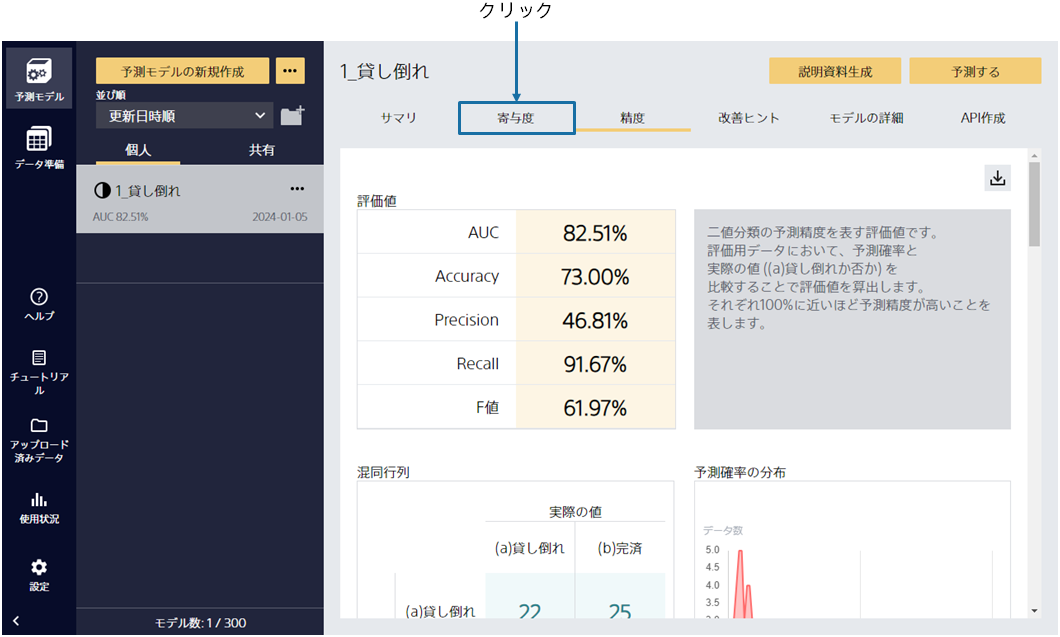 クリック
予測モデル
データ準備
ヘルプ
チュートリア
ル
アップロード
済みデータ
使用状況
設定
予測モデルの新規作成
並び順
更新日時順
個人
共有
1_貸し倒れ
AUC 82.51%
2024-01-05
モデル数: 1 / 300
1_貸し倒れ
説明資料生成
予測する
サマリ
寄与度
精度
改善ヒント
モデルの詳細
API作成
評価値
AUC 82.51%
Accuracy 73.00%
Precision 46.81%
Recall 91.67%
F値 61.97%
二値分類の予測精度を表す評価値です。
評価用データにおいて、予測確率と
実際の値 ((a)貸し倒れか否か) を
比較することで評価値を算出します。
それぞれ100%に近いほど予測精度が高いことを
表します。
混同行列
実際の値
(a)貸し倒れ (b)完済
(a)貸し倒れ 22 25
予測確率の分布
データ数
5.0
4.5
4.0
3.5